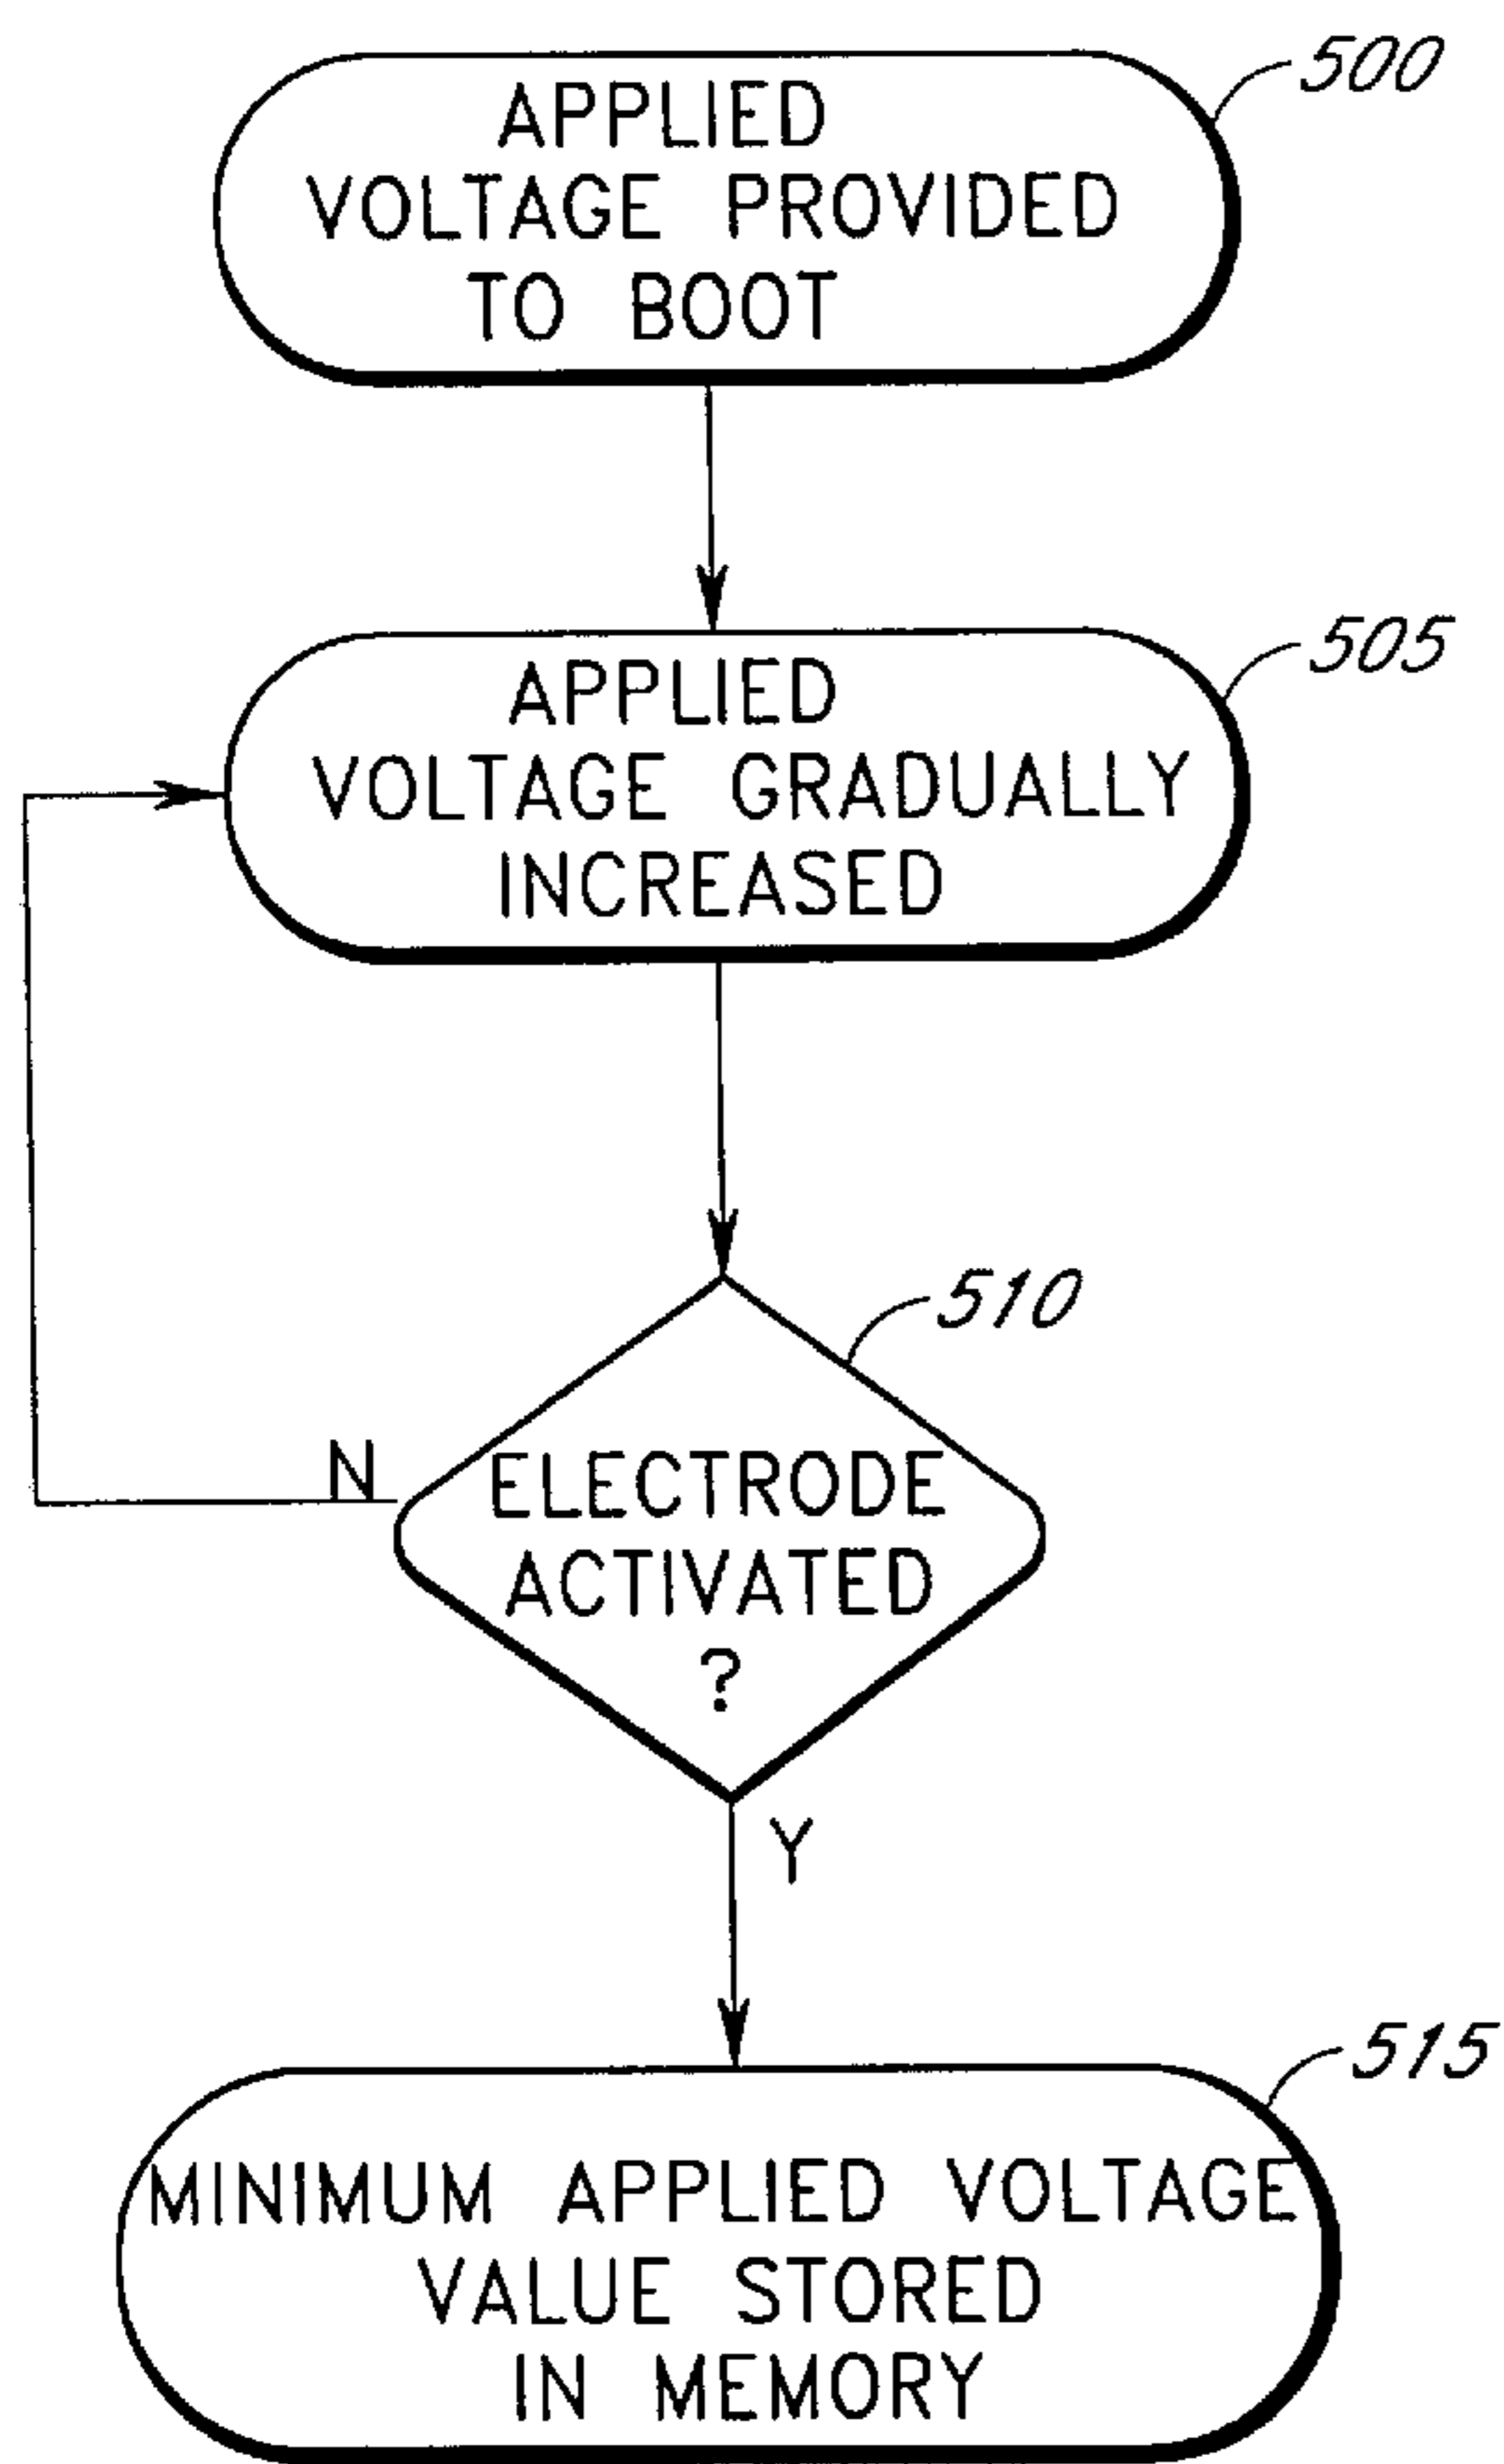 500
APPLIED
VOLTAGE PROVIDED
TO BOOT
505
APPLIED
VOLTAGE GRADUALLY
INCREASED
510
N
ELECTRODE
ACTIVATED
?
Y
515
MINIMUM APPLIED VOLTAGE
VALUE STORED
IN MEMORY